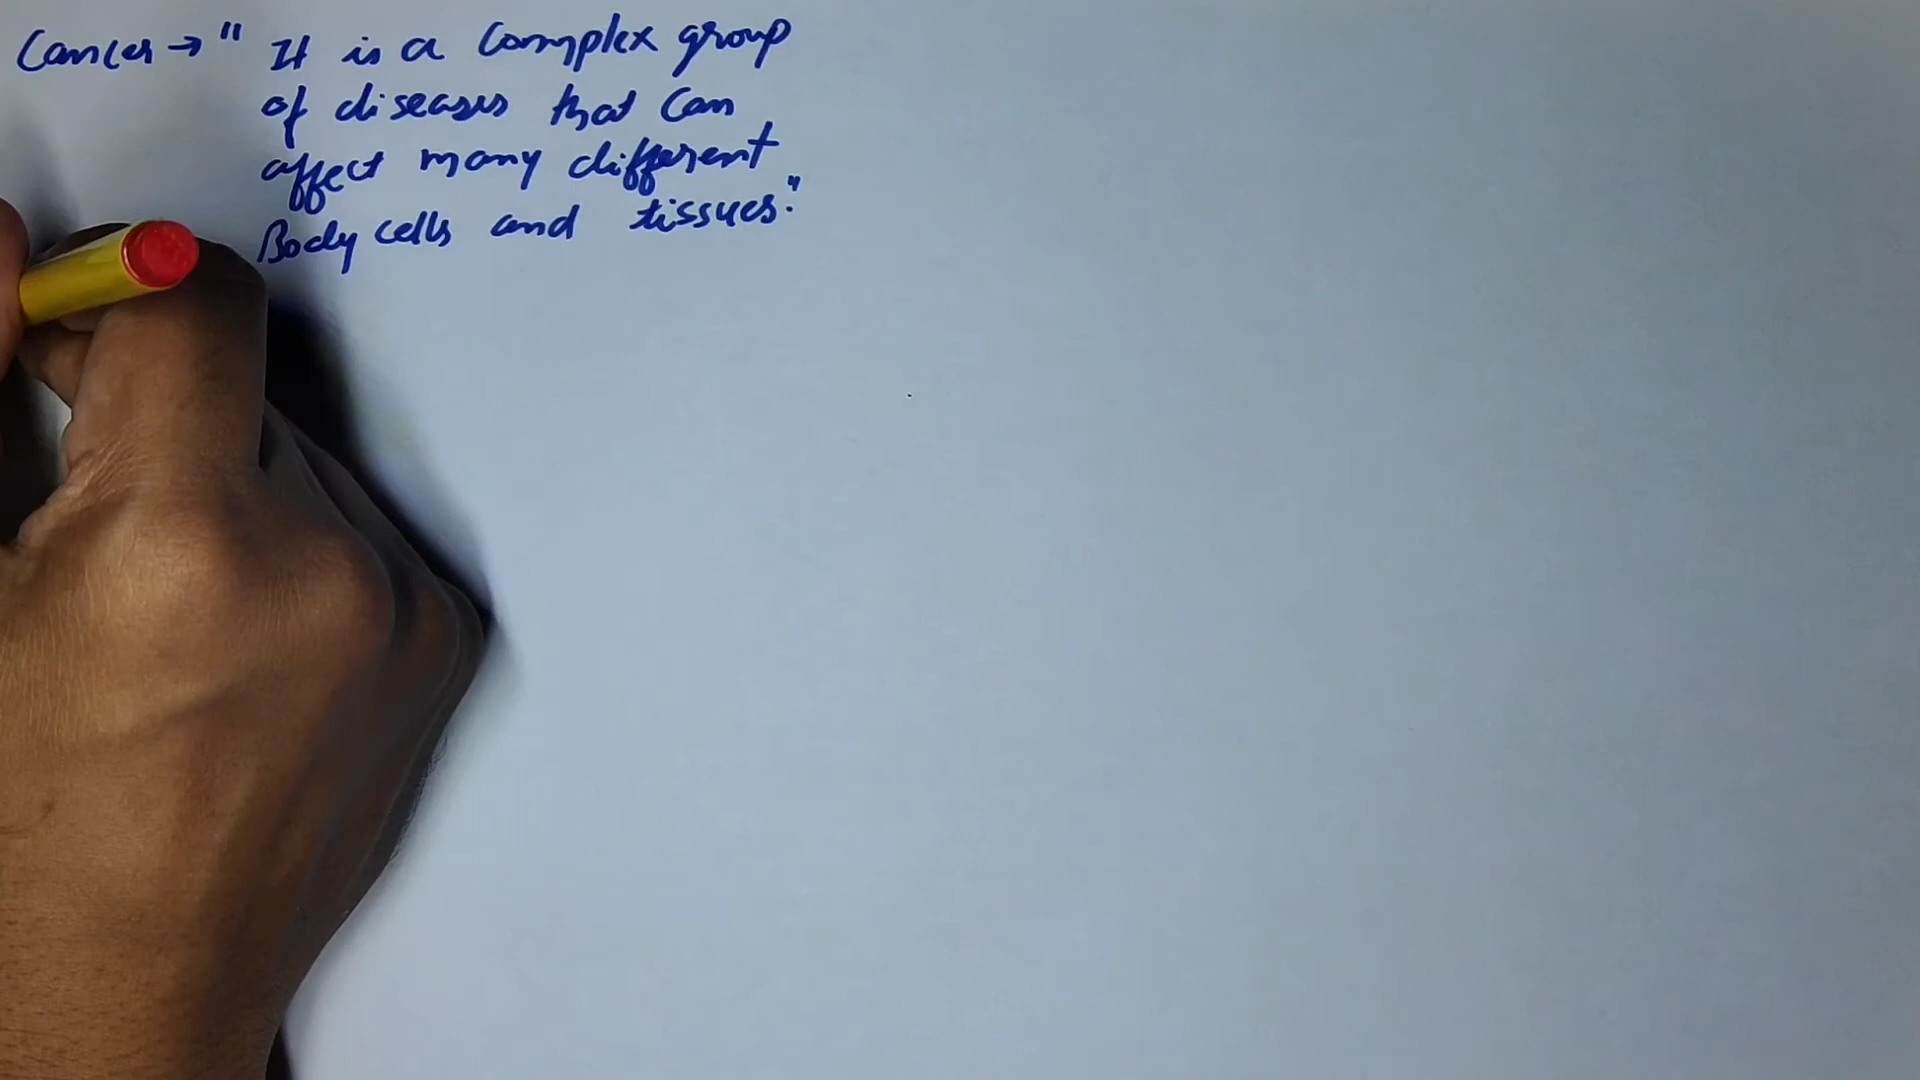 Cancer → " It is a Complex group
of diseases that Can
affect many different
Body cells and tissues."